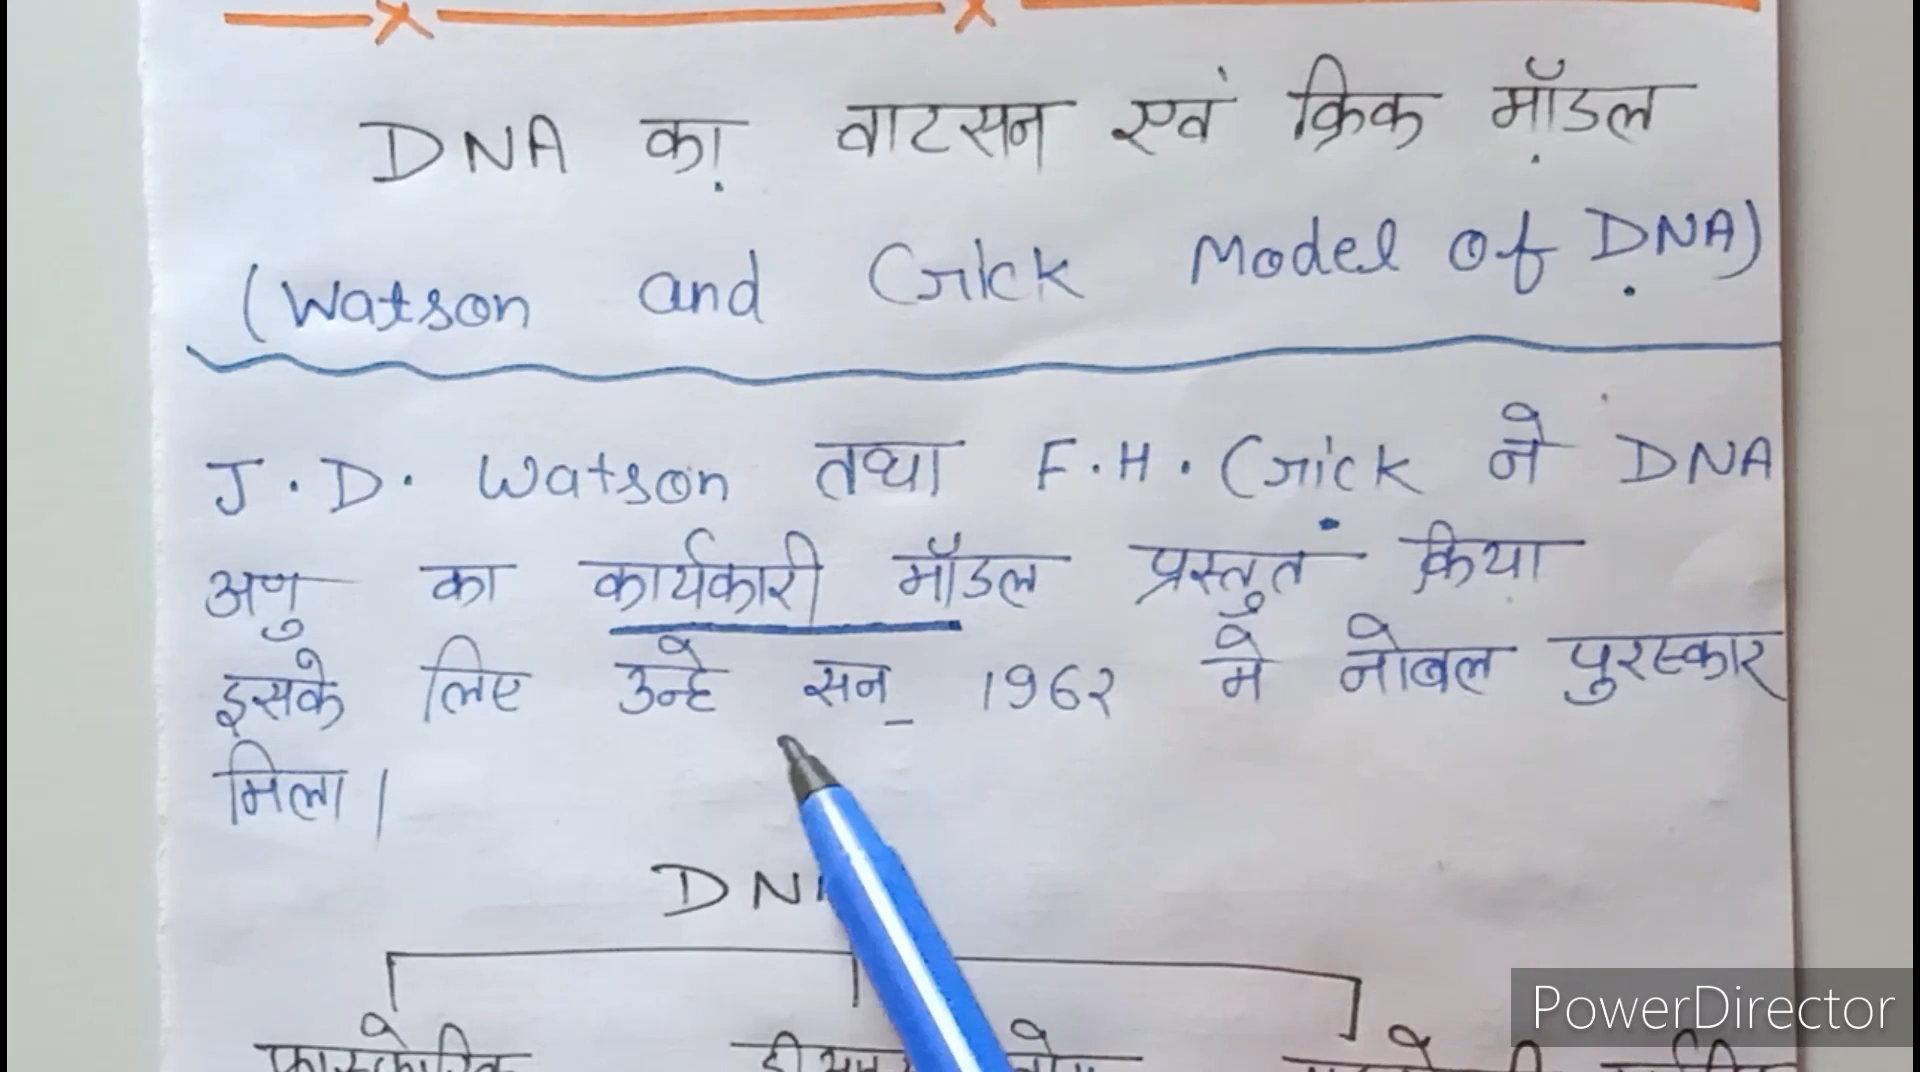 DNA का वाटसन एवं क्रिक मॉडल
(Watson and Crick Model of DNA)
J.D. Watson तथा F.H. Crick ने DNA
अणु का कार्यकारी मॉडल प्रस्तुत किया
इसके लिए उन्हे सन् 1962 मे नोबल पुरस्कार
मिला।
PowerDirector